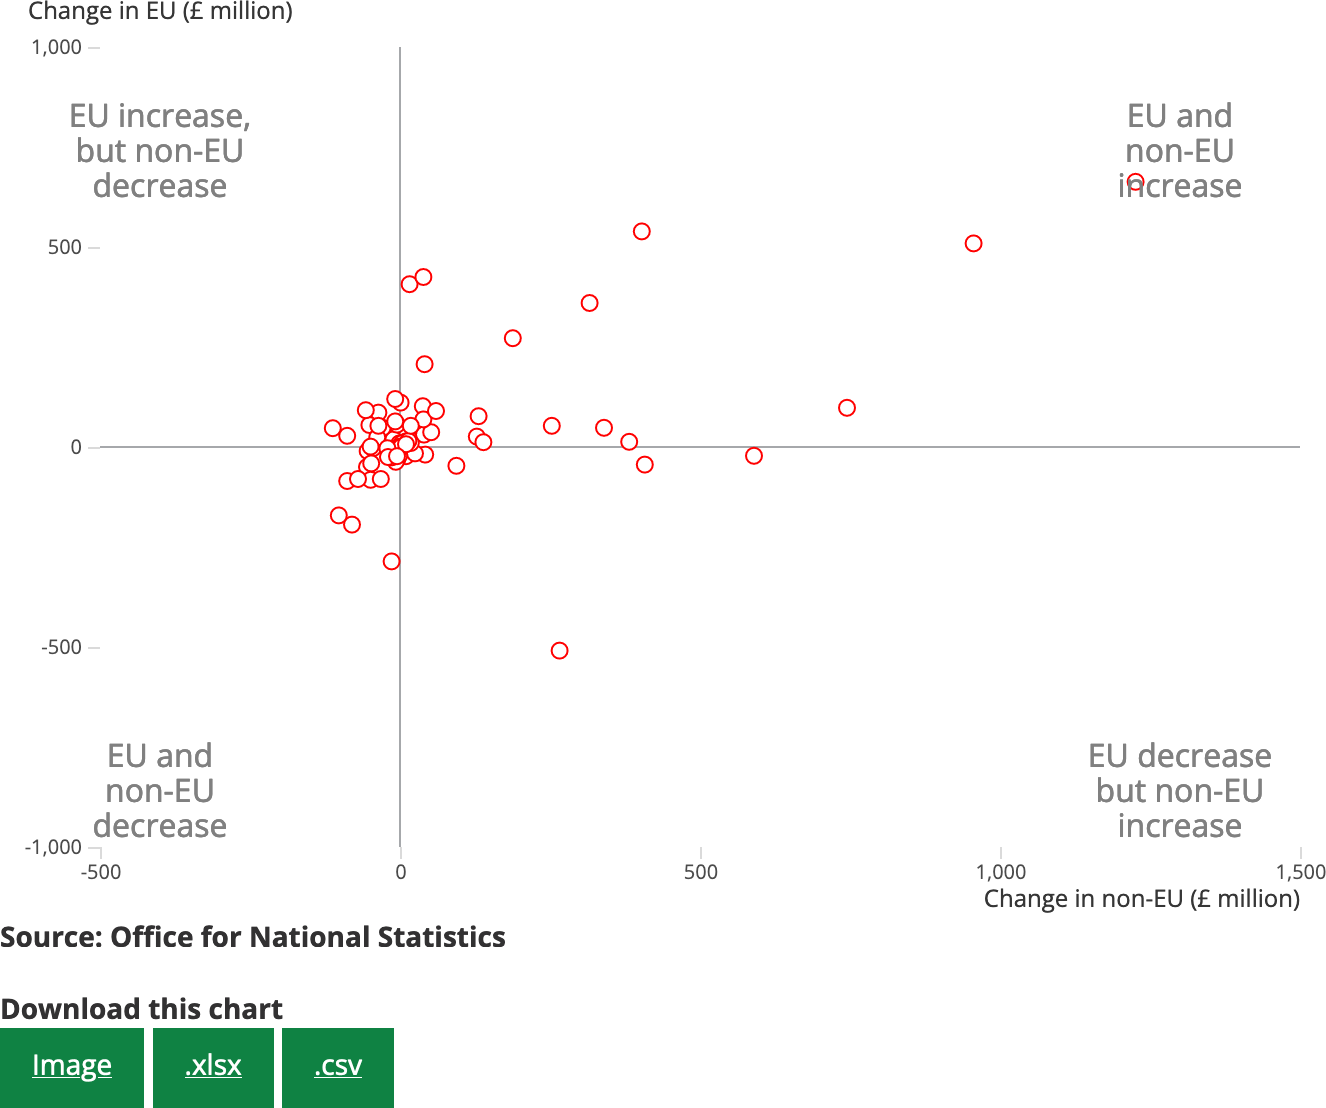 Change in EU (£ million)
1,000
EU increase,
but non-EU
decrease
EU and
non-EU
increase
500
0
-500
EU and
non-EU
decrease
EU decrease
but non-EU
increase
-1,000
-500
0
500
1,000
1,500
Change in non-EU (£ million)
Source: Office for National Statistics
Download this chart
Image
.xlsx
.csv